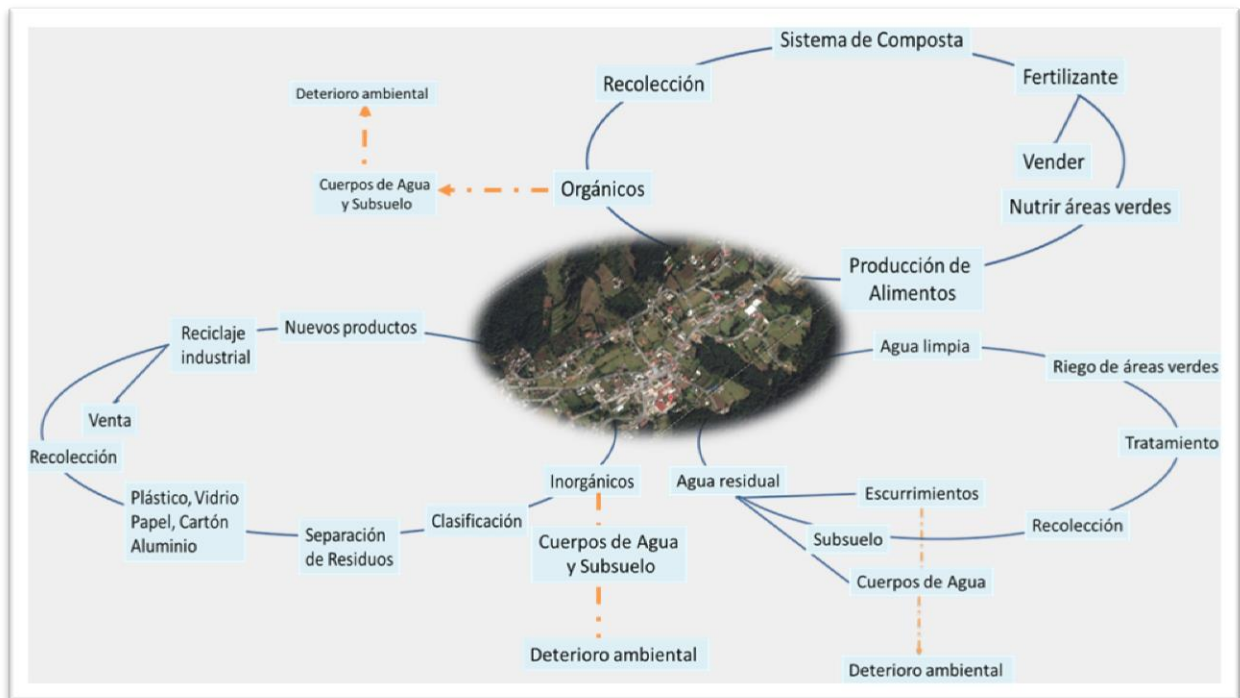 Sistema de Composta
Recolección
Fertilizante
Deterioro ambiental
Vender
Cuerpos de Agua
y Subsuelo
Orgánicos
Nutrir áreas verdes
Producción de
Alimentos
Reciclaje
industrial
Nuevos productos
Agua limpia
Riego de áreas verdes
Venta
Recolección
Tratamiento
Inorgánicos
Agua residual
Escurrimientos
Plástico, Vidrio
Papel, Cartón
Aluminio
Separación
de Residuos
Clasificación
Cuerpos de Agua
y Subsuelo
Subsuelo
Recolección
Cuerpos de Agua
Deterioro ambiental
Deterioro ambiental